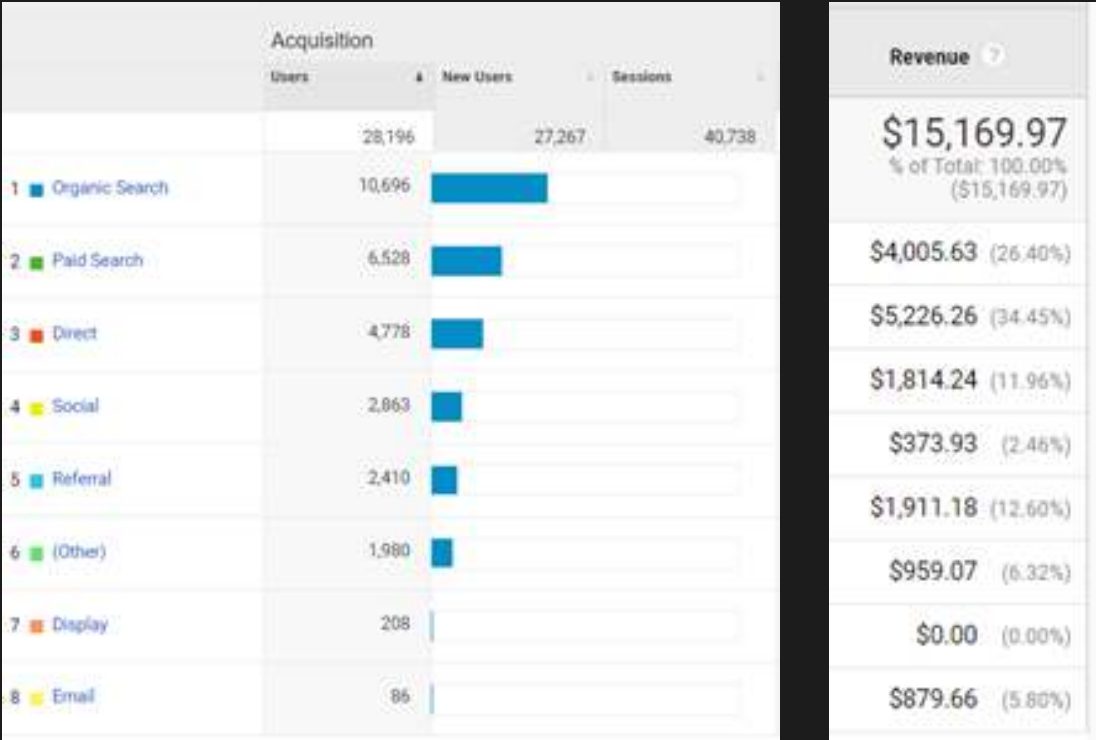 Acquisition
Users New Users Sessions
28,196 27,267 40,738
1 Organic Search 10,696
2 Paid Search 6,528
3 Direct 4,778
4 Social 2,863
5 Referral 2,410
6 (Other) 1,980
7 Display 208
8 Email 86
Revenue ?
$15,169.97
% of Total: 100.00%
($15,169.97)
$4,005.63 (26.40%)
$5,226.26 (34.45%)
$1,814.24 (11.96%)
$373.93 (2.46%)
$1,911.18 (12.60%)
$959.07 (6.32%)
$0.00 (0.00%)
$879.66 (5.80%)